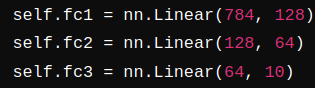 self.fc1 = nn.Linear(784, 128)
self.fc2 = nn.Linear(128, 64)
self.fc3 = nn.Linear(64, 10)